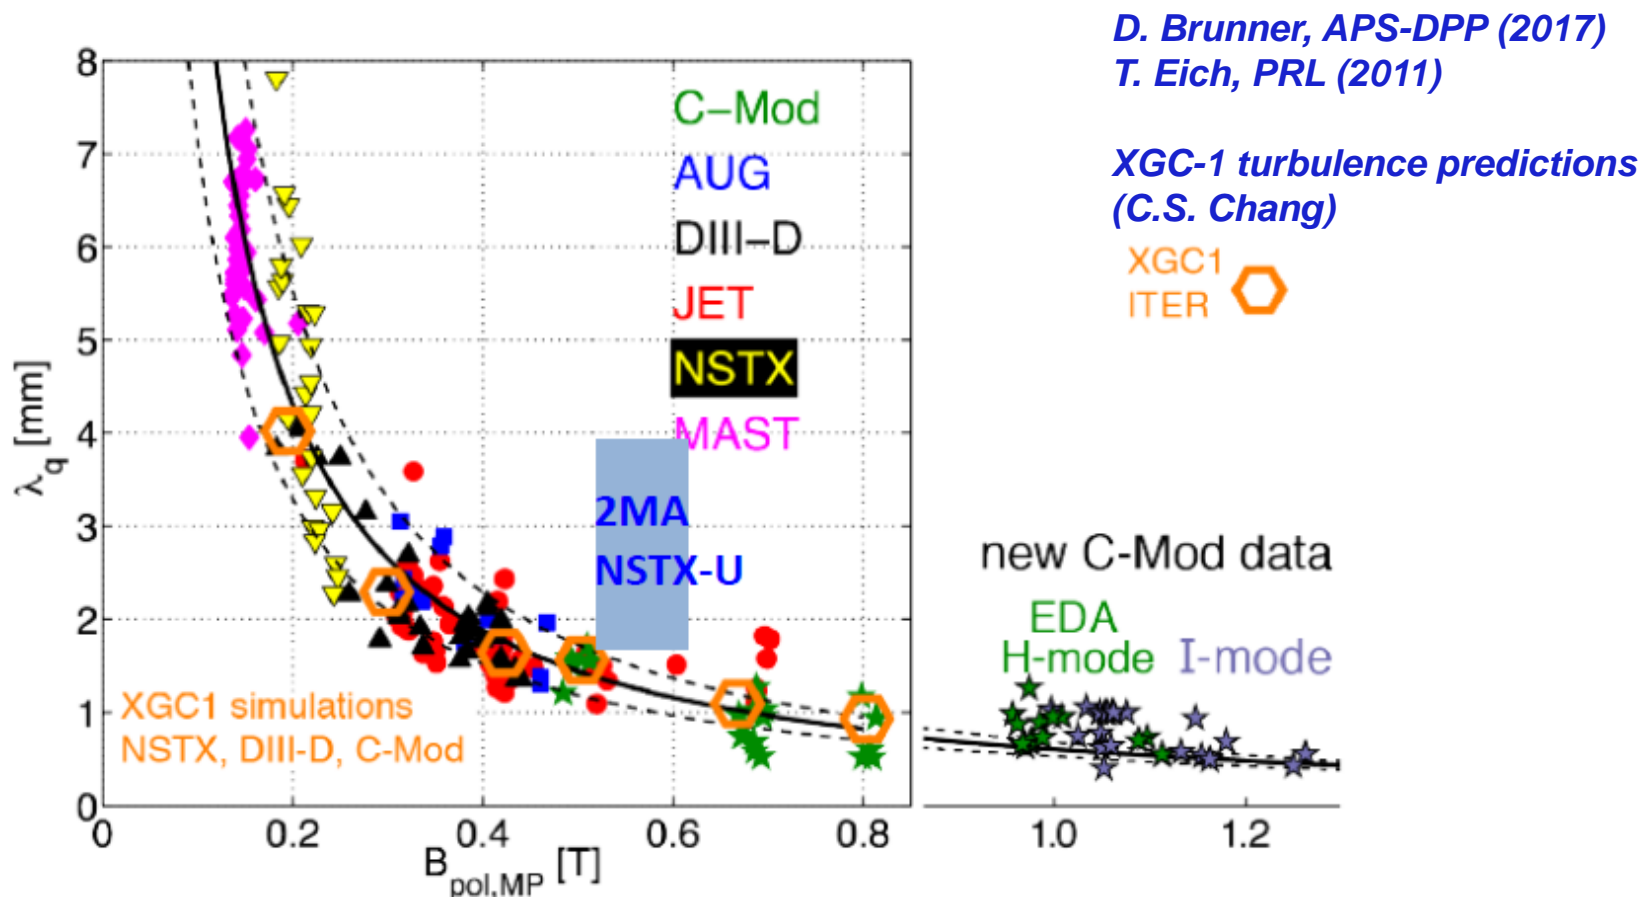 D. Brunner, APS-DPP (2017)
T. Eich, PRL (2011)
XGC-1 turbulence predictions
(C.S. Chang)
XGC1
ITER
8
7
6
5
4
3
2
1
0
λq [mm]
C–Mod
AUG
DIII–D
JET
NSTX
MAST
2MA
NSTX-U
XGC1 simulations
NSTX, DIII-D, C-Mod
new C-Mod data
EDA
H-mode I-mode
0 0.2 0.4 0.6 0.8 1.0 1.2
Bpol,MP [T]